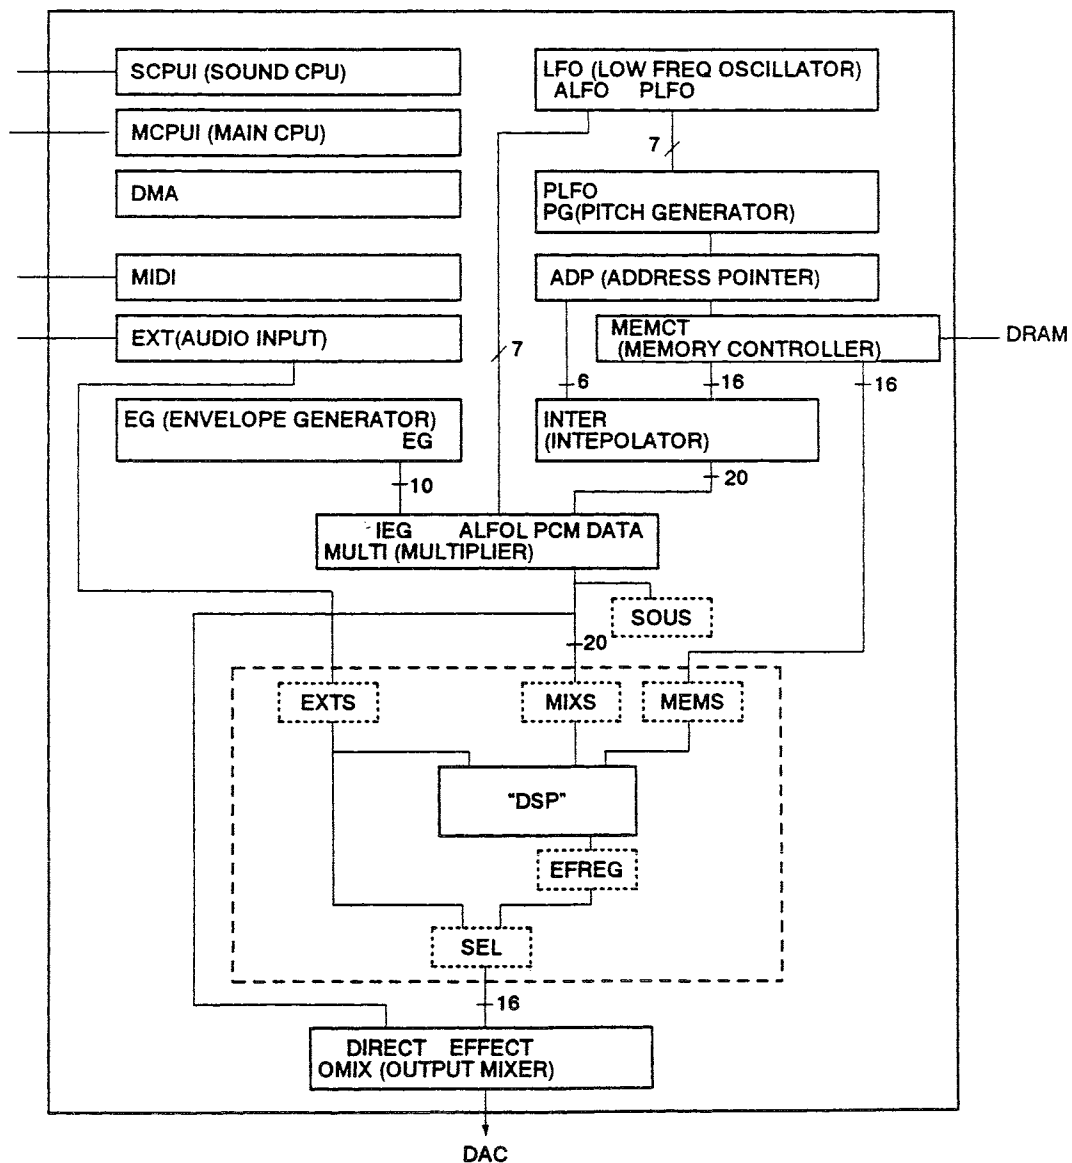 SCPUI (SOUND CPU)
MCPUI (MAIN CPU)
DMA
MIDI
EXT(AUDIO INPUT)
EG (ENVELOPE GENERATOR)
EG
LFO (LOW FREQ OSCILLATOR)
ALFO PLFO
7
PLFO
PG(PITCH GENERATOR)
ADP (ADDRESS POINTER)
MEMCT
(MEMORY CONTROLLER)
DRAM
7
6
16
16
INTER
(INTEPOLATOR)
10
20
IEG ALFOL PCM DATA
MULTI (MULTIPLIER)
SOUS
20
EXTS
MIXS
MEMS
"DSP"
EFREG
SEL
16
DIRECT EFFECT
OMIX (OUTPUT MIXER)
DAC